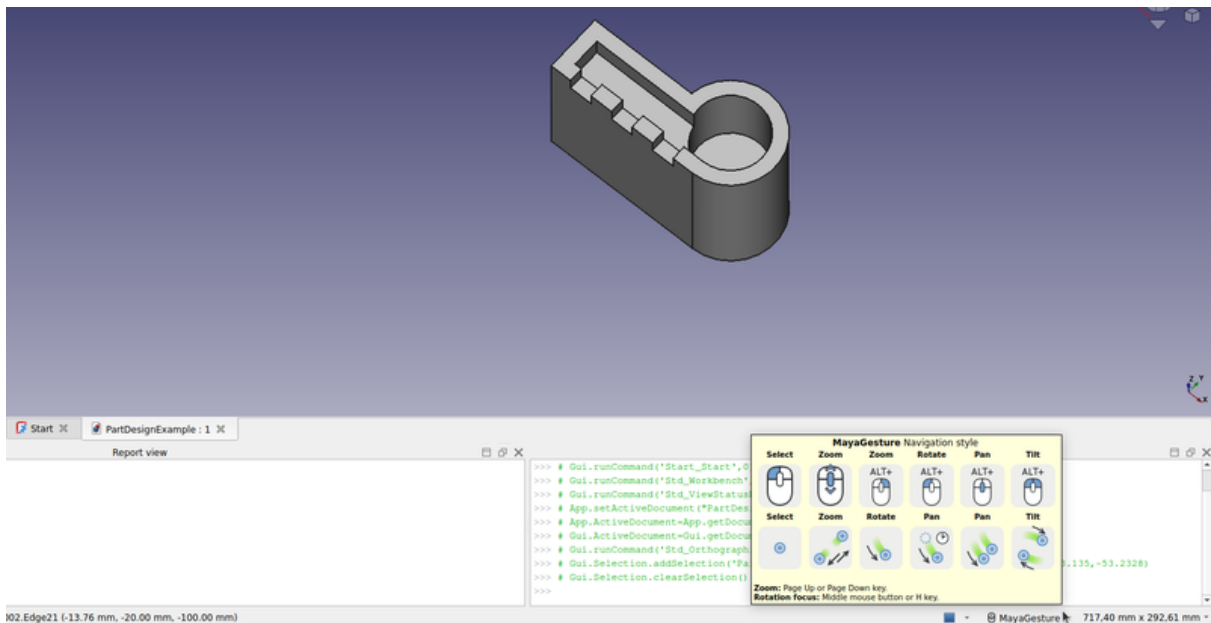 Start
PartDesignExample : 1
Report view
>>> # Gui.runCommand('Start_Start',0
>>> # Gui.runCommand('Std_Workbench'
>>> # Gui.runCommand('Std_ViewStatus
>>> # App.setActiveDocument("PartDes
>>> # App.ActiveDocument=App.getDocu
>>> # Gui.ActiveDocument=Gui.getDocu
>>> # Gui.runCommand('Std_Orthograph
>>> # Gui.Selection.addSelection("Pa .135,-53.2328)
>>> # Gui.Selection.clearSelection()
>>>
MayaGesture Navigation style
Select Zoom Zoom Rotate Pan Tilt
ALT+ ALT+ ALT+ ALT+
Select Zoom Rotate Pan Pan Tilt
Zoom: Page Up or Page Down key.
Rotation focus: Middle mouse button or H key.
002.Edge21 (-13.76 mm, -20.00 mm, -100.00 mm)
MayaGesture
717,40 mm x 292,61 mm
Z Y
X